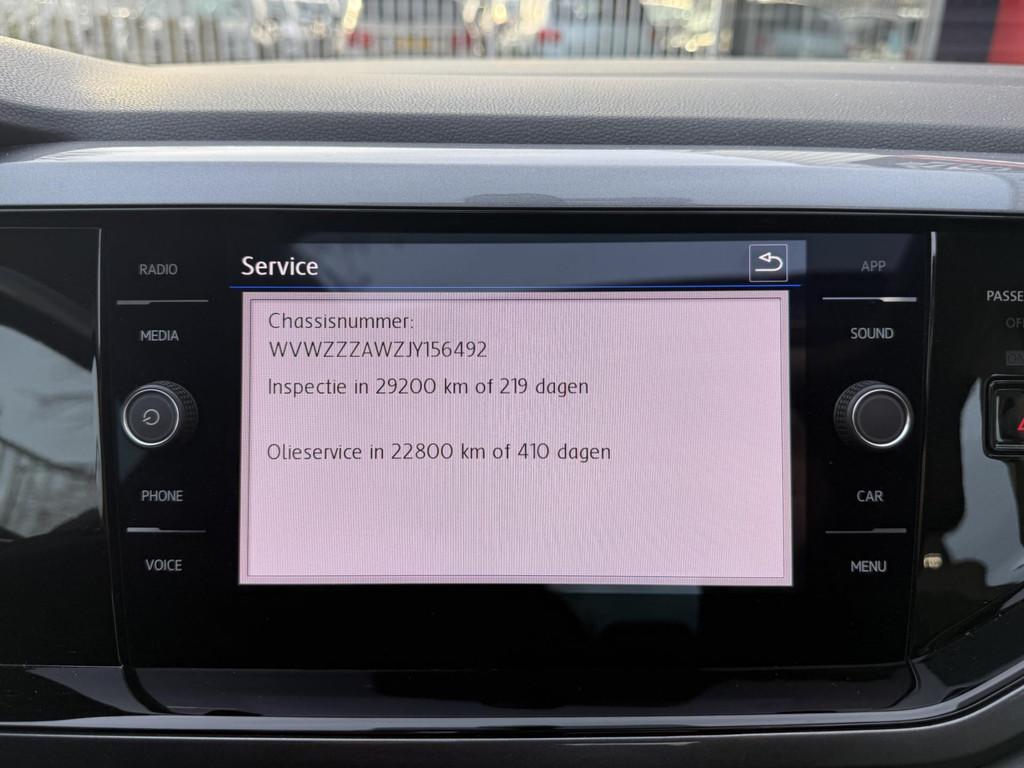 RADIO
Service
APP
MEDIA
Chassisnummer:
WVWZZZAWZJY156492
Inspectie in 29200 km of 219 dagen
SOUND
Olieservice in 22800 km of 410 dagen
PHONE
CAR
VOICE
MENU